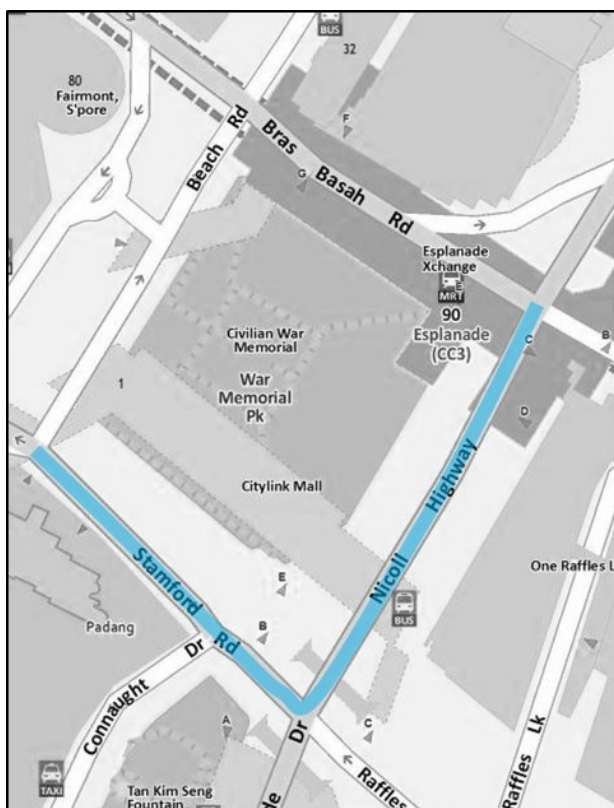 BUS
32
80
Fairmont,
S'pore
Beach Rd
Bras Basah Rd
F
G
Esplanade
Xchange
E
MRT
90
Esplanade
(CC3)
C
B
D
Civilian War
Memorial
War
Memorial
Pk
1
Citylink Mall
Nicoll Highway
One Raffles L
Stamford Rd
E
B
BUS
Padang
Connaught Dr
A
C
Dr
de
Raffles
Raffles Lk
TAXI
Tan Kim Seng
Fountain